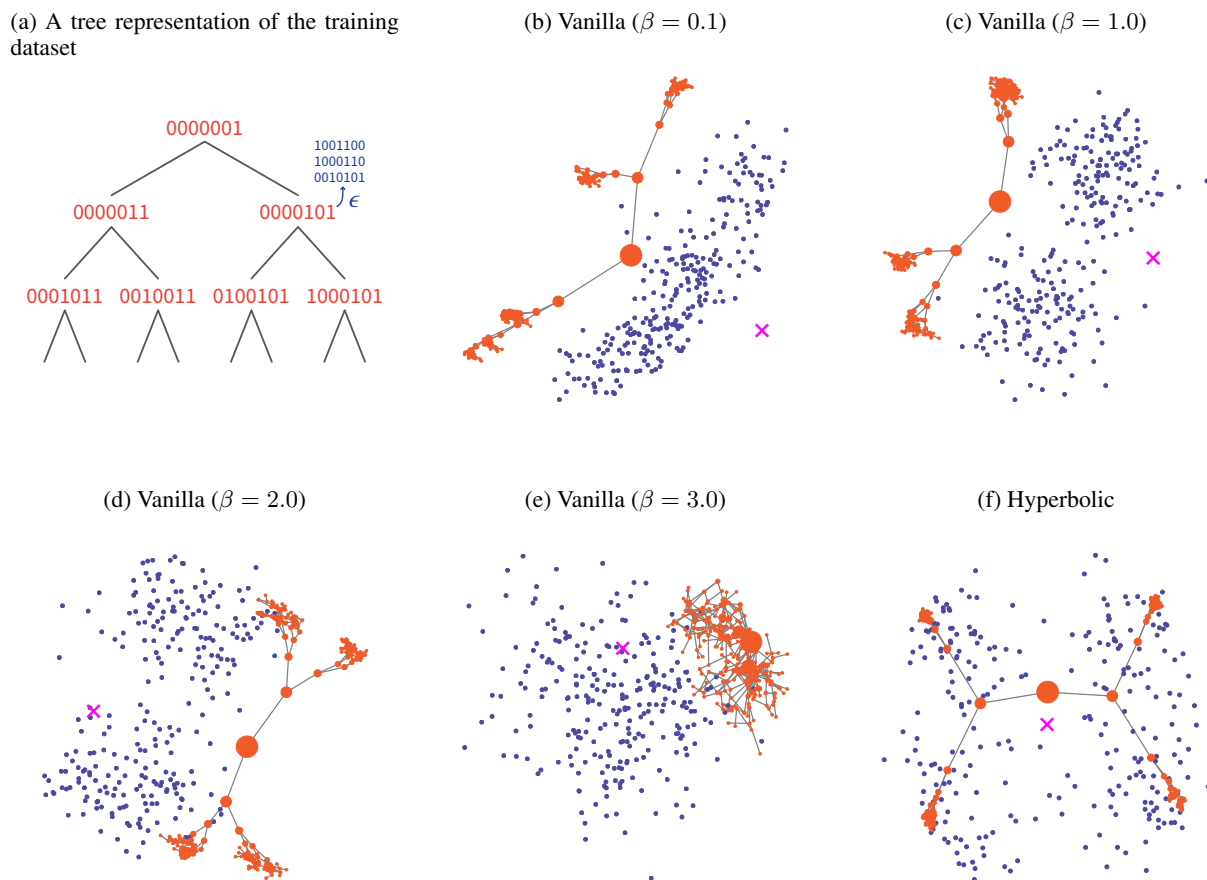 (a) A tree representation of the training
dataset
(b) Vanilla (β = 0.1)
(c) Vanilla (β = 1.0)
0000001
1001100
1000110
0010101
ϵ
0000011
0000101
0001011
0010011
0100101
1000101
(d) Vanilla (β = 2.0)
(e) Vanilla (β = 3.0)
(f) Hyperbolic